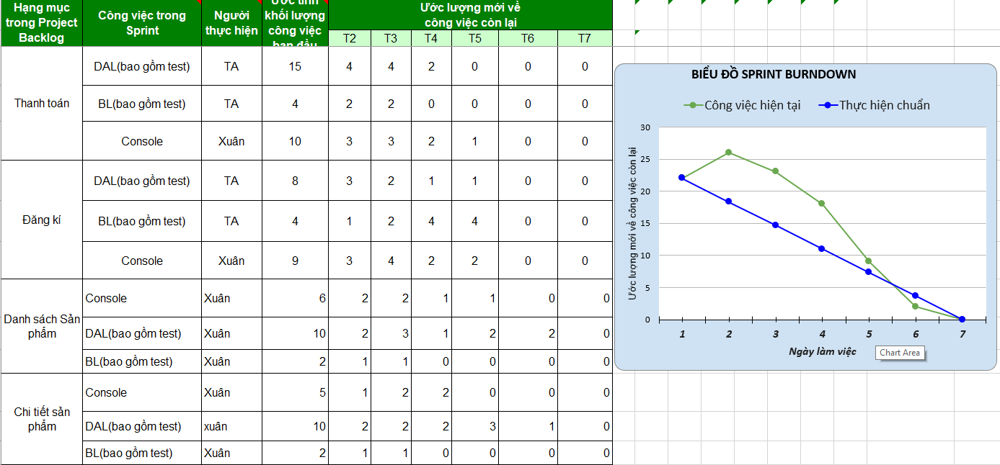 Hạng mục
trong Project
Backlog
Công việc trong
Sprint
Người
thực hiện
Ước tính
khối lượng
công việc
ban đầu
Ước lượng mới về
công việc còn lại
T2 T3 T4 T5 T6 T7
Thanh toán
DAL(bao gồm test) TA 15 4 4 2 0 0 0
BL(bao gồm test) TA 4 2 2 0 0 0 0
Console Xuân 10 3 3 2 1 0 0
Đăng kí
DAL(bao gồm test) TA 8 3 2 1 1 0 0
BL(bao gồm test) TA 4 1 2 4 4 0 0
Console Xuân 9 3 4 2 2 0 0
Danh sách Sản
phẩm
Console Xuân 6 2 2 1 1 0 0
DAL(bao gồm test) Xuân 10 2 3 1 2 2 0
BL(bao gồm test) Xuân 2 1 1 0 0 0 0
Chi tiết sản
phẩm
Console Xuân 5 1 2 2 0 0 0
DAL(bao gồm test) xuân 10 2 2 2 3 1 0
BL(bao gồm test) Xuân 2 1 1 0 0 0 0
BIỂU ĐỒ SPRINT BURNDOWN
Công việc hiện tại Thực hiện chuẩn
Ước lượng mới về công việc còn lại
30
25
20
15
10
5
0
1 2 3 4 5 6 7
Ngày làm việc
Chart Area